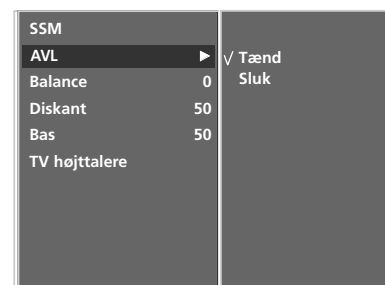 SSM
AVL ▶ √ Tænd
Balance 0 Sluk
Diskant 50
Bas 50
TV højttalere